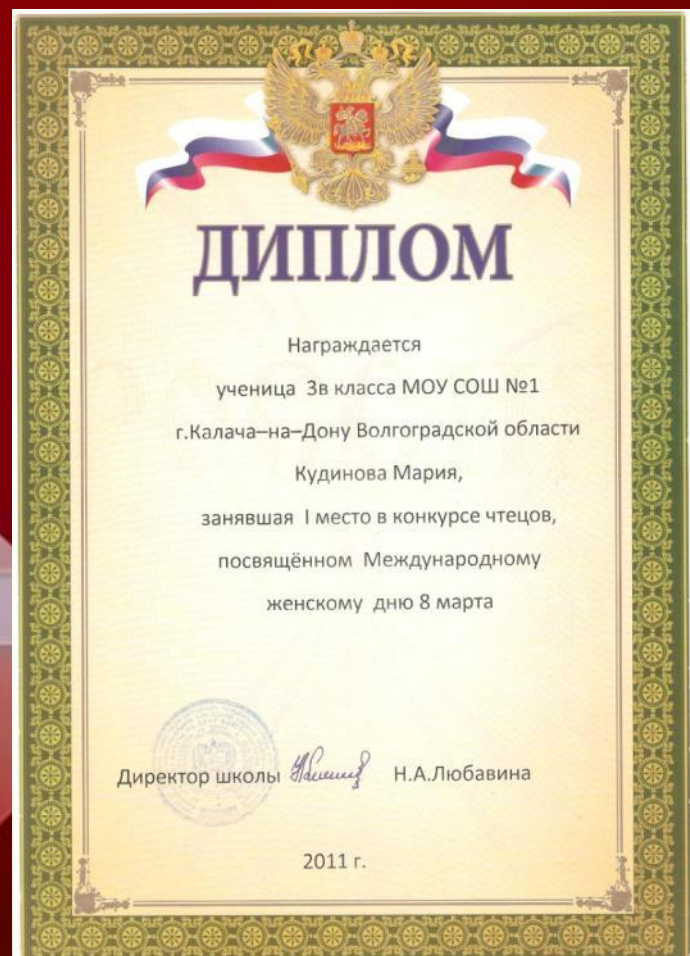 ДИПЛОМ
Награждается
ученица 3в класса МОУ СОШ №1
г.Калача–на–Дону Волгоградской области
Кудинова Мария,
занявшая I место в конкурсе чтецов,
посвящённом Международному
женскому дню 8 марта
Директор школы Н.А.Любавина
2011 г.